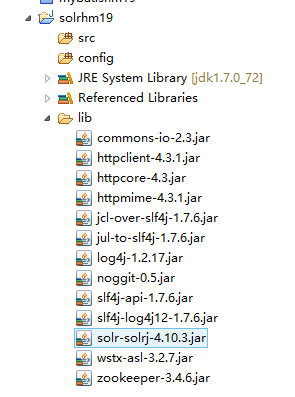 solrhm19
src
config
JRE System Library [jdk1.7.0_72]
Referenced Libraries
lib
commons-io-2.3.jar
httpclient-4.3.1.jar
httpcore-4.3.jar
httpmime-4.3.1.jar
jcl-over-slf4j-1.7.6.jar
jul-to-slf4j-1.7.6.jar
log4j-1.2.17.jar
noggit-0.5.jar
slf4j-api-1.7.6.jar
slf4j-log4j12-1.7.6.jar
solr-solrj-4.10.3.jar
wstx-asl-3.2.7.jar
zookeeper-3.4.6.jar